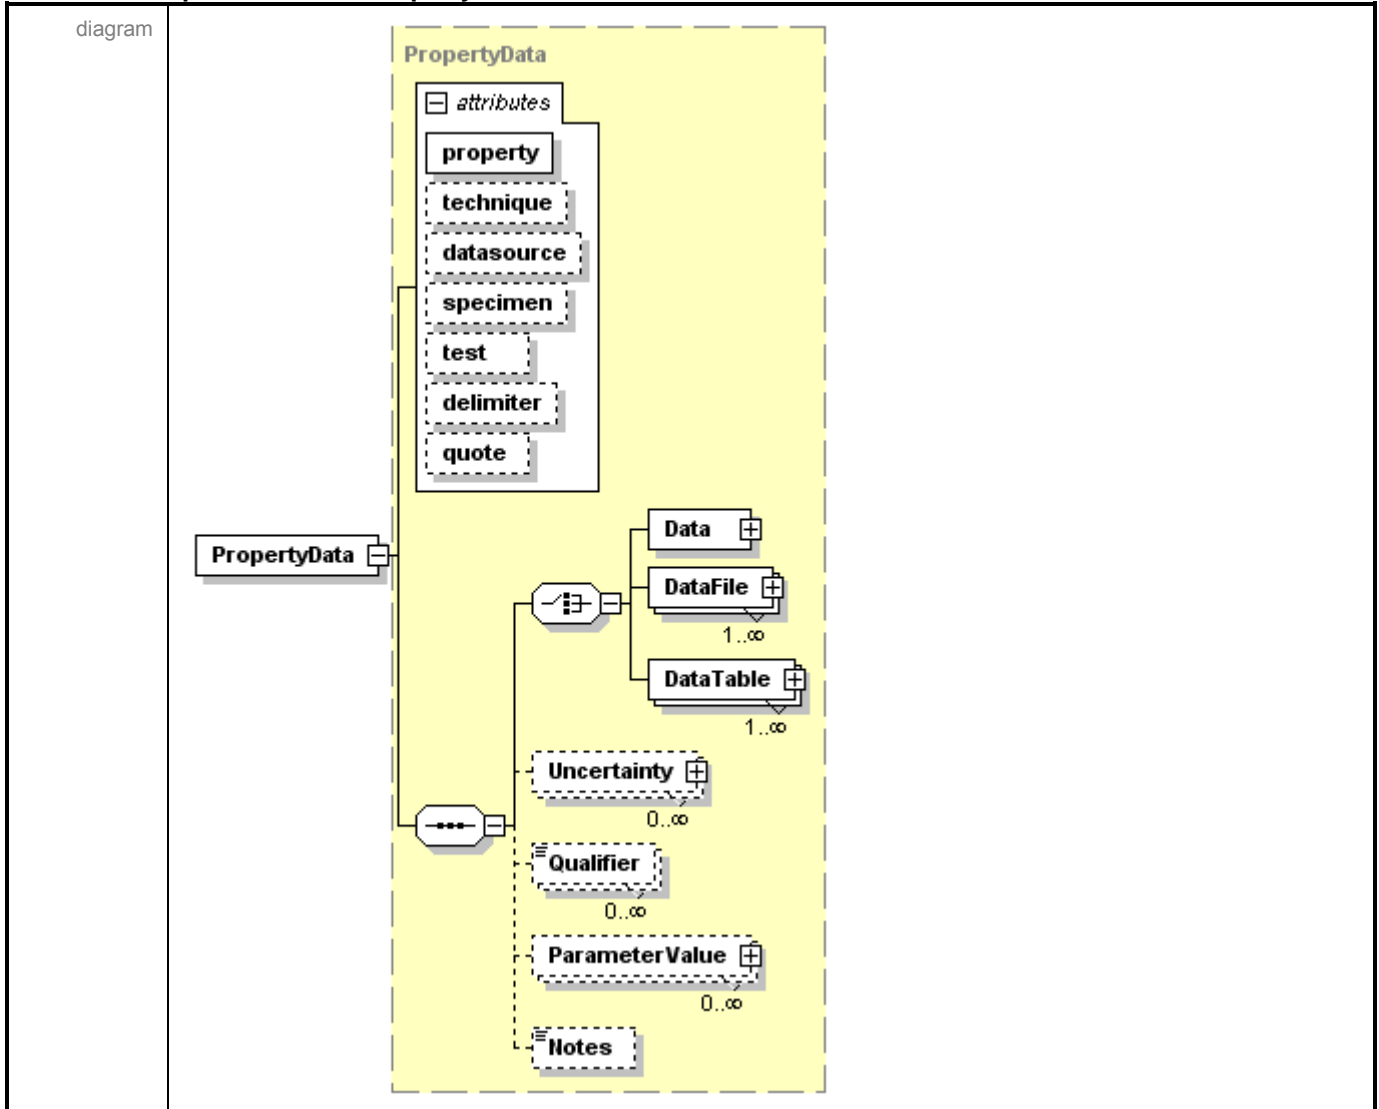 diagram
PropertyData
attributes
property
technique
datasource
specimen
test
delimiter
quote
PropertyData
Data
DataFile
1..∞
DataTable
1..∞
Uncertainty
0..∞
Qualifier
0..∞
ParameterValue
0..∞
Notes